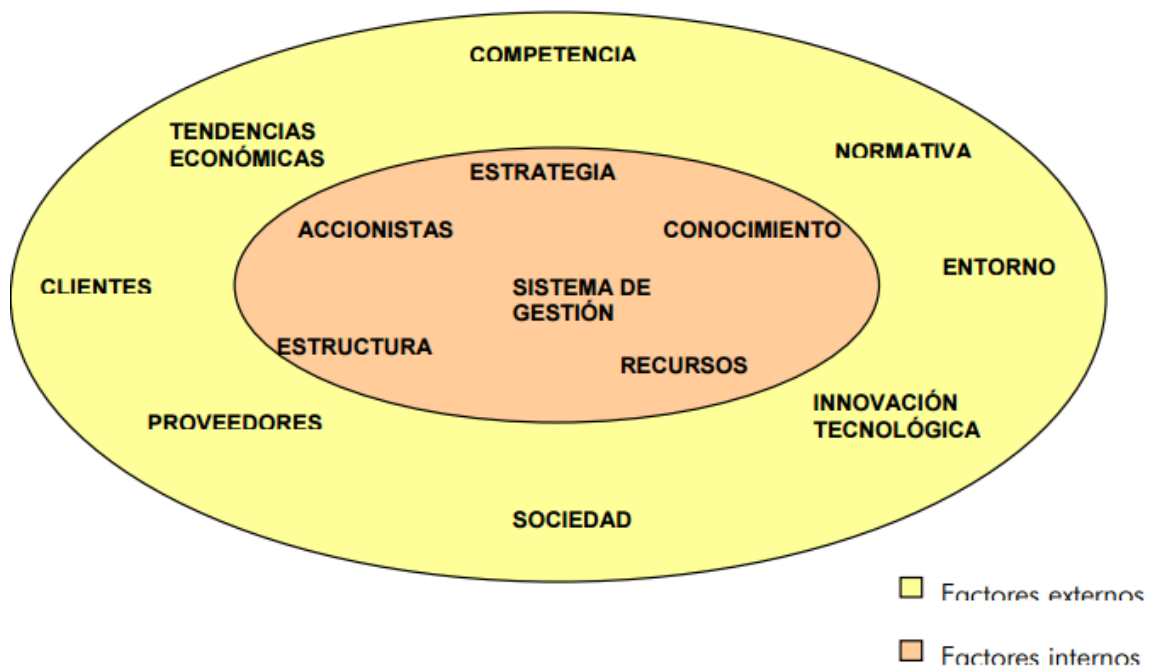 COMPETENCIA
TENDENCIAS
ECONÓMICAS
NORMATIVA
ESTRATEGIA
ACCIONISTAS
CONOCIMIENTO
ENTORNO
CLIENTES
SISTEMA DE
GESTIÓN
ESTRUCTURA
RECURSOS
INNOVACIÓN
TECNOLÓGICA
PROVEEDORES
SOCIEDAD
Factores externos
Factores internos